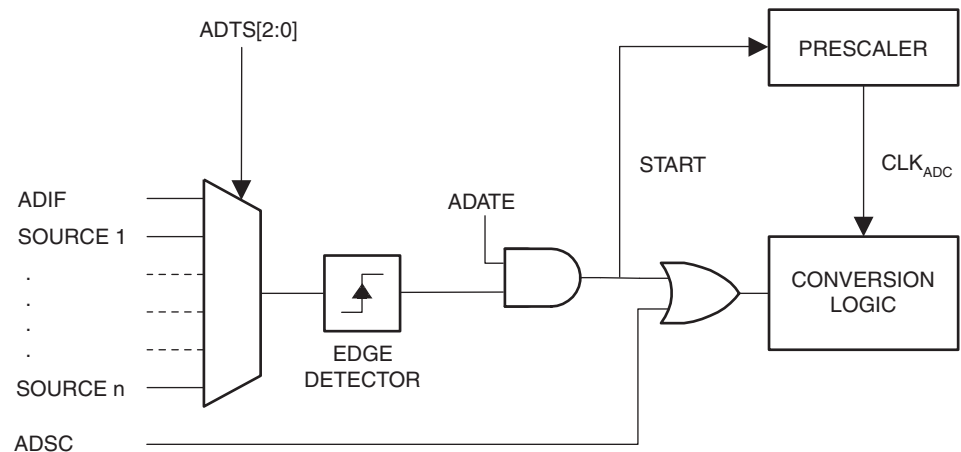 ADTS[2:0]
PRESCALER
START
CLKADC
ADIF
ADATE
SOURCE 1
.
.
.
.
CONVERSION
LOGIC
EDGE
DETECTOR
SOURCE n
ADSC